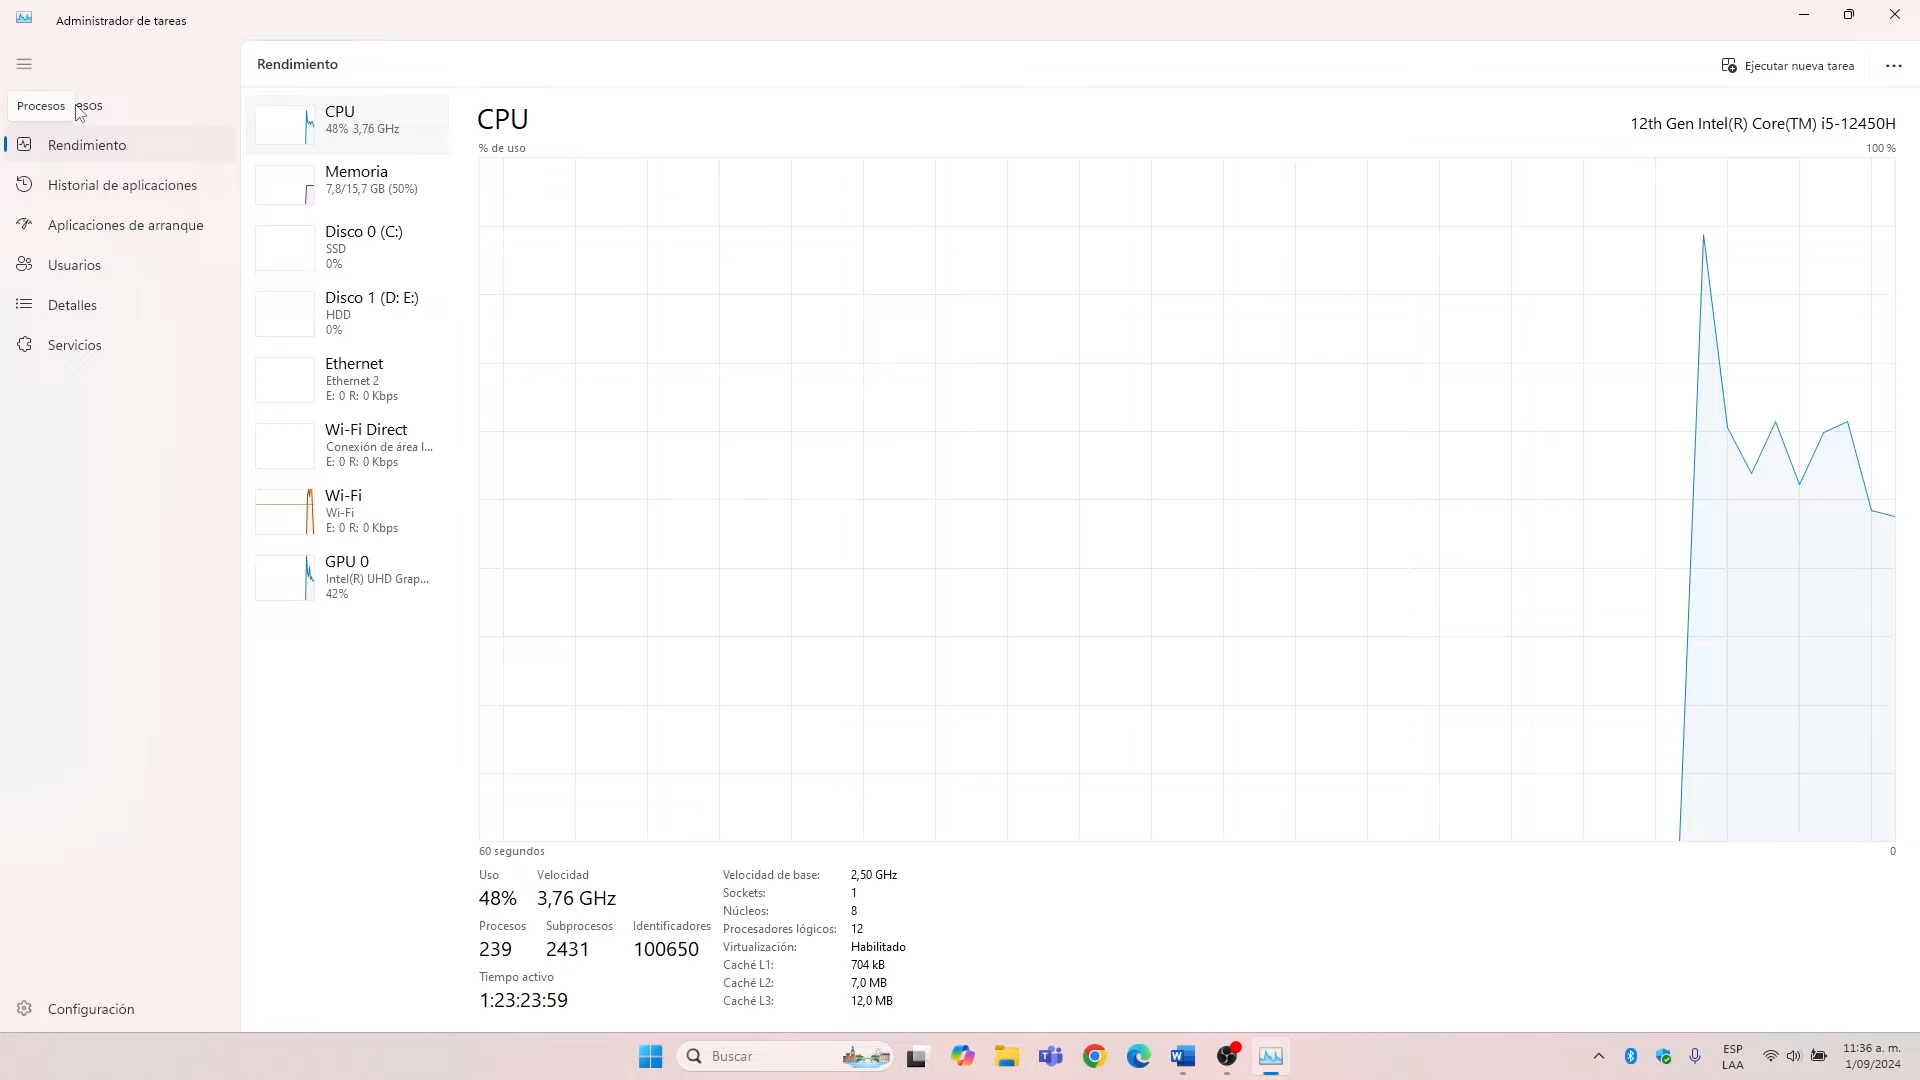 Administrador de tareas
Rendimiento
Ejecutar nueva tarea
Procesos
esos
Rendimiento
Historial de aplicaciones
Aplicaciones de arranque
Usuarios
Detalles
Servicios
Configuración
CPU
48% 3,76 GHz
Memoria
7,8/15,7 GB (50%)
Disco 0 (C:)
SSD
0%
Disco 1 (D: E:)
HDD
0%
Ethernet
Ethernet 2
E: 0 R: 0 Kbps
Wi-Fi Direct
Conexión de área l...
E: 0 R: 0 Kbps
Wi-Fi
Wi-Fi
E: 0 R: 0 Kbps
GPU 0
Intel(R) UHD Grap...
42%
CPU
12th Gen Intel(R) Core(TM) i5-12450H
% de uso
100 %
60 segundos
0
Uso
Velocidad
48%
3,76 GHz
Procesos
Subprocesos
Identificadores
239
2431
100650
Tiempo activo
1:23:23:59
Velocidad de base: 2,50 GHz
Sockets: 1
Núcleos: 8
Procesadores lógicos: 12
Virtualización: Habilitado
Caché L1: 704 kB
Caché L2: 7,0 MB
Caché L3: 12,0 MB
Buscar
ESP
LAA
11:36 a. m.
1/09/2024